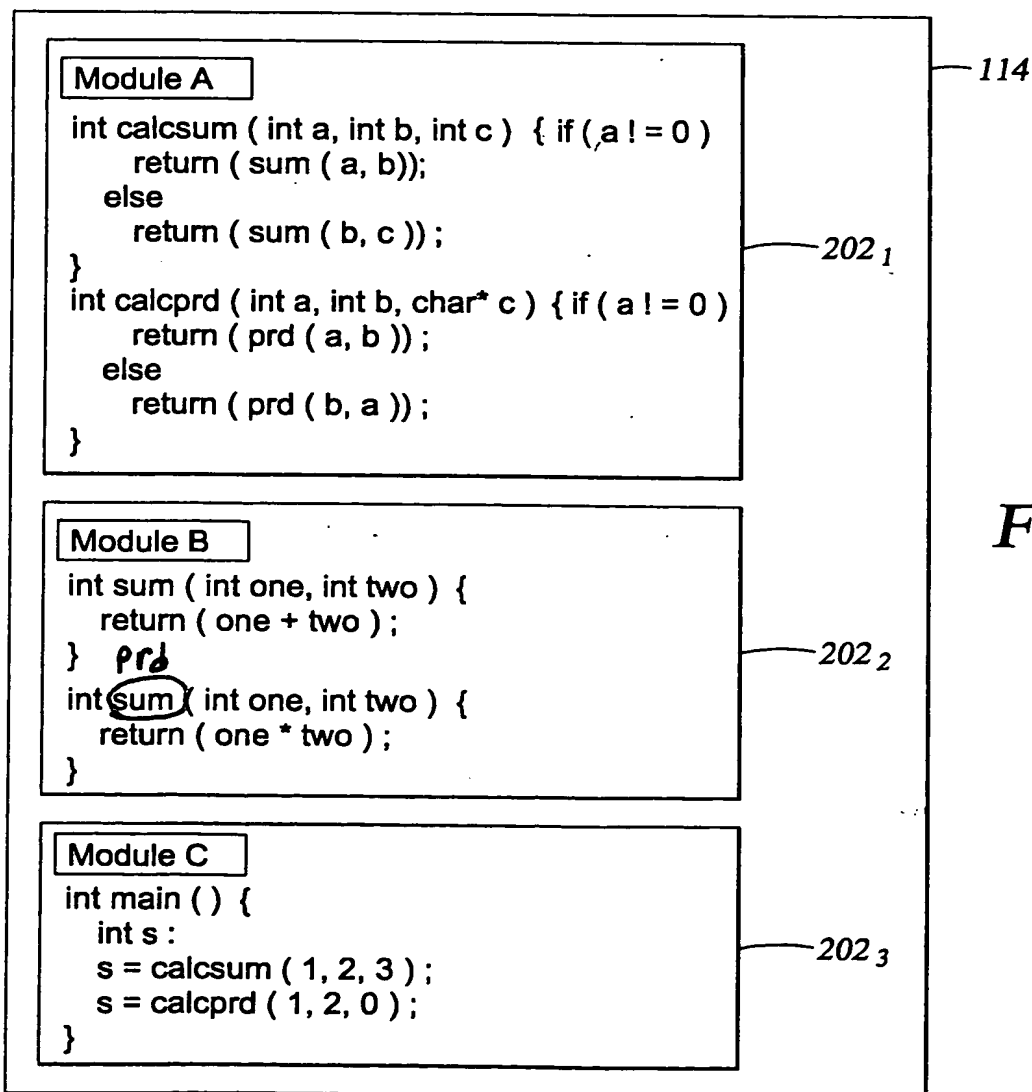 114
Module A
int calcsum ( int a, int b, int c ) { if ( a ! = 0 )
return ( sum ( a, b));
else
return ( sum ( b, c )) ;
}
202 1
int calcprd ( int a, int b, char* c ) { if ( a ! = 0 )
return ( prd ( a, b )) ;
else
return ( prd ( b, a )) ;
}
Module B
int sum ( int one, int two ) {
return ( one + two ) ;
} prd
202 2
int sum ( int one, int two ) {
return ( one * two ) ;
}
F
Module C
int main ( ) {
int s :
s = calcsum ( 1, 2, 3 ) ;
s = calcprd ( 1, 2, 0 ) ;
}
202 3